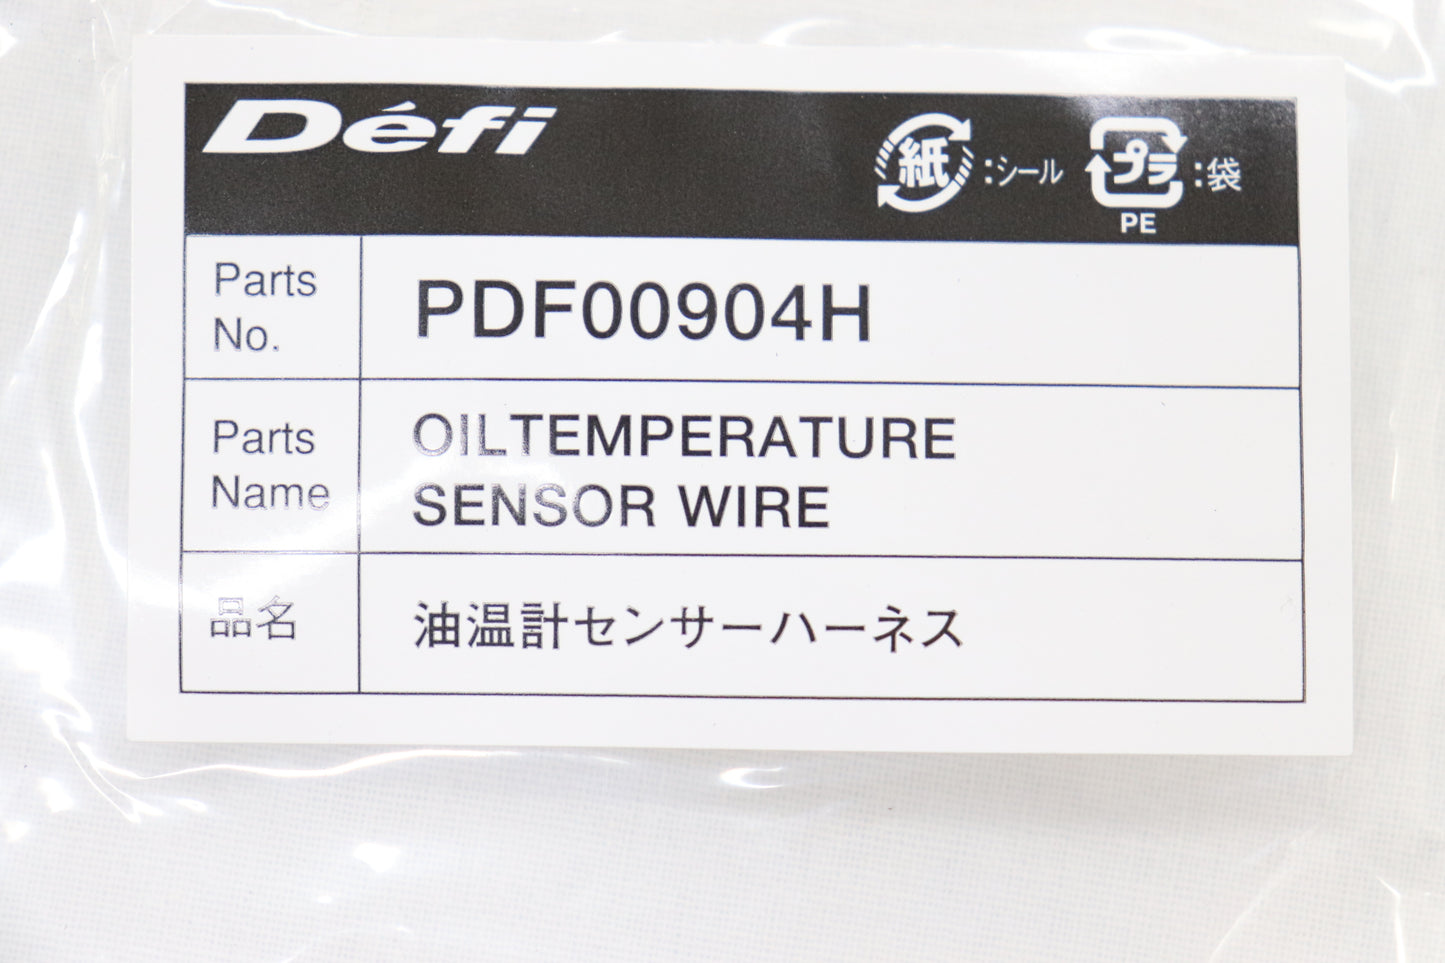 Défi
紙:シール プラ:袋
PE
Parts
No.
PDF00904H
Parts
Name
OILTEMPERATURE
SENSOR WIRE
品名
油温計センサーハーネス